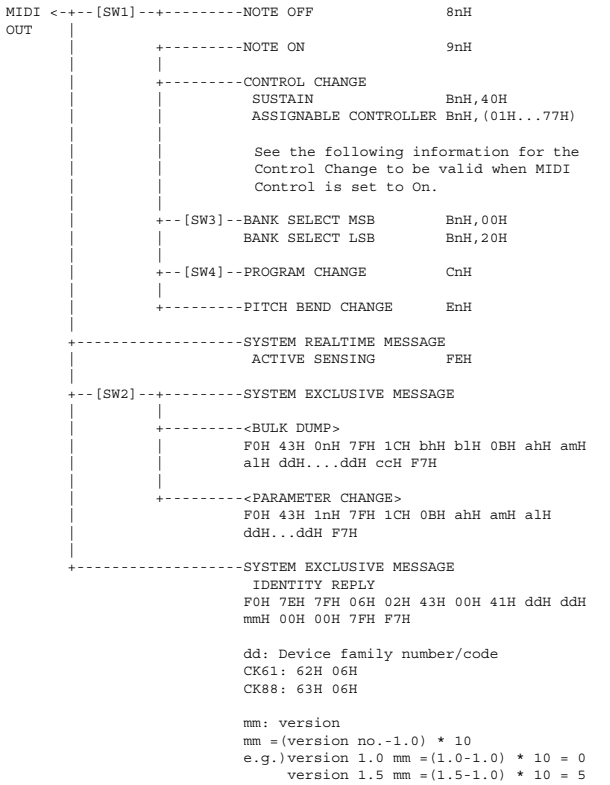 MIDI <-+--[SW1]--+---------NOTE OFF                8nH
OUT    |         |
       |         +---------NOTE ON                 9nH
       |         |
       |         +---------CONTROL CHANGE
       |         |          SUSTAIN                BnH,40H
       |         |          ASSIGNABLE CONTROLLER BnH,(01H...77H)
       |         |
       |         |          See the following information for the
       |         |          Control Change to be valid when MIDI
       |         |          Control is set to On.
       |         |
       |         +--[SW3]--BANK SELECT MSB         BnH,00H
       |         |         BANK SELECT LSB         BnH,20H
       |         |
       |         +--[SW4]--PROGRAM CHANGE          CnH
       |         |
       |         +---------PITCH BEND CHANGE       EnH
       |
       +-------------------SYSTEM REALTIME MESSAGE
       |                    ACTIVE SENSING         FEH
       |
       +--[SW2]--+---------SYSTEM EXCLUSIVE MESSAGE
       |         |
       |         +---------<BULK DUMP>
       |         |         F0H 43H 0nH 7FH 1CH bhH blH 0BH ahH amH
       |         |         alH ddH....ddH ccH F7H
       |         |
       |         +---------<PARAMETER CHANGE>
       |                   F0H 43H 1nH 7FH 1CH 0BH ahH amH alH
       |                   ddH...ddH F7H
       |
       +-------------------SYSTEM EXCLUSIVE MESSAGE
                            IDENTITY REPLY
                           F0H 7EH 7FH 06H 02H 43H 00H 41H ddH ddH
                           mmH 00H 00H 7FH F7H

                           dd: Device family number/code
                           CK61: 62H 06H
                           CK88: 63H 06H

                           mm: version
                           mm =(version no.-1.0) * 10
                           e.g.)version 1.0 mm =(1.0-1.0) * 10 = 0
                                version 1.5 mm =(1.5-1.0) * 10 = 5